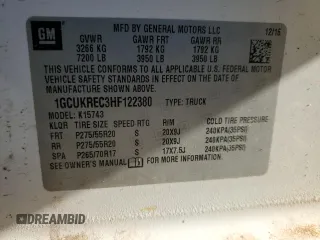 GM
MFD BY GENERAL MOTORS LLC 12/16
GVWR GAWR FRT GAWR RR
3266 KG 1792 KG 1792 KG
7200 LB 3950 LB 3950 LB
THIS VEHICLE CONFORMS TO ALL APPLICABLE U.S.
FEDERAL MOTOR VEHICLE SAFETY AND THEFT
PREVENTION STANDARDS IN EFFECT ON THE DATE OF
MANUFACTURE SHOWN ABOVE.
1GCUKREC3HF122380 TYPE: TRUCK
MODEL: K15743
TIRE SIZE SPEED RTG RIM COLD TIRE PRESSURE
FRT P275/55R20 S 20X9J 240KPA(35PSI)
RR P275/55R20 S 20X9J 240KPA(35PSI)
SPA P265/70R17 S 17X7.5J 240KPA(35PSI)
SEE OWNER'S MANUAL
© DEALERBID